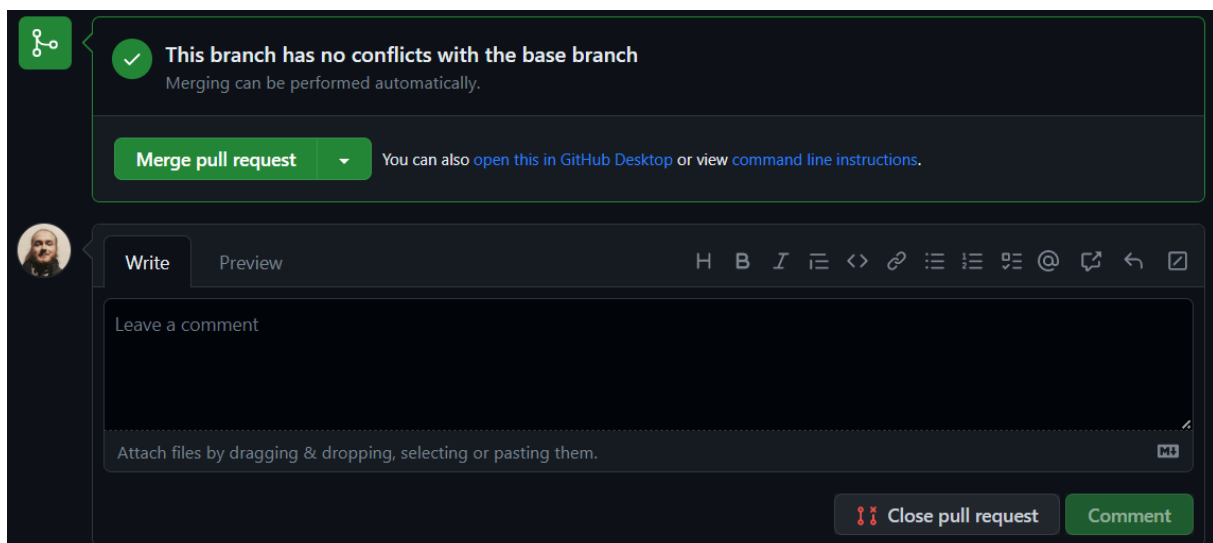 This branch has no conflicts with the base branch
Merging can be performed automatically.
Merge pull request
You can also open this in GitHub Desktop or view command line instructions.
Write
Preview
Leave a comment
Attach files by dragging & dropping, selecting or pasting them.
Close pull request
Comment